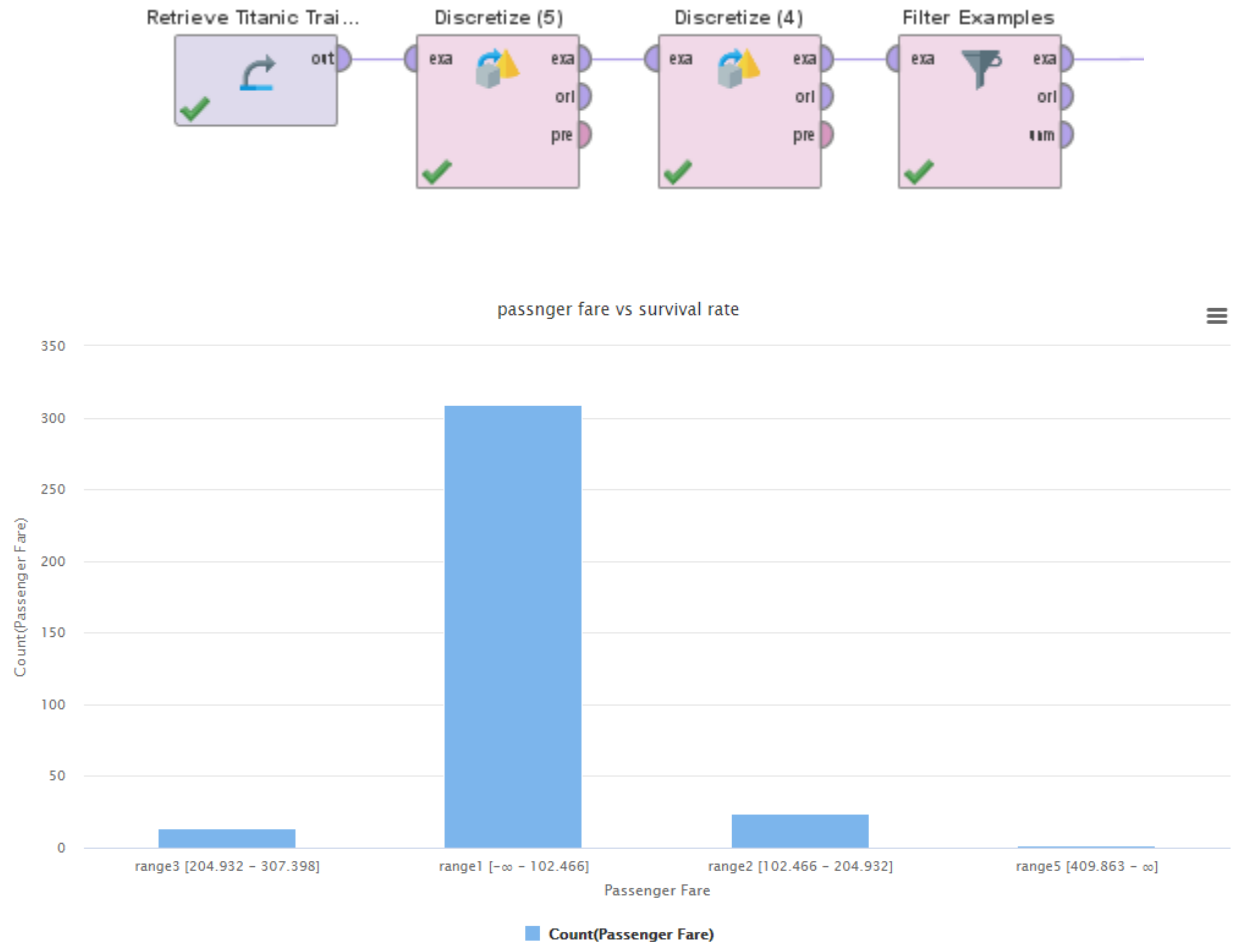 Retrieve Titanic Trai...
Discretize (5)
Discretize (4)
Filter Examples
out
exa
exa
exa
exa
exa
exa
ori
ori
ori
pre
pre
passnger fare vs survival rate
350
300
250
200
150
100
50
0
Count(Passenger Fare)
range3 [204.932 - 307.398]
range1 [-∞ - 102.466]
range2 [102.466 - 204.932]
range5 [409.863 - ∞]
Passenger Fare
Count(Passenger Fare)